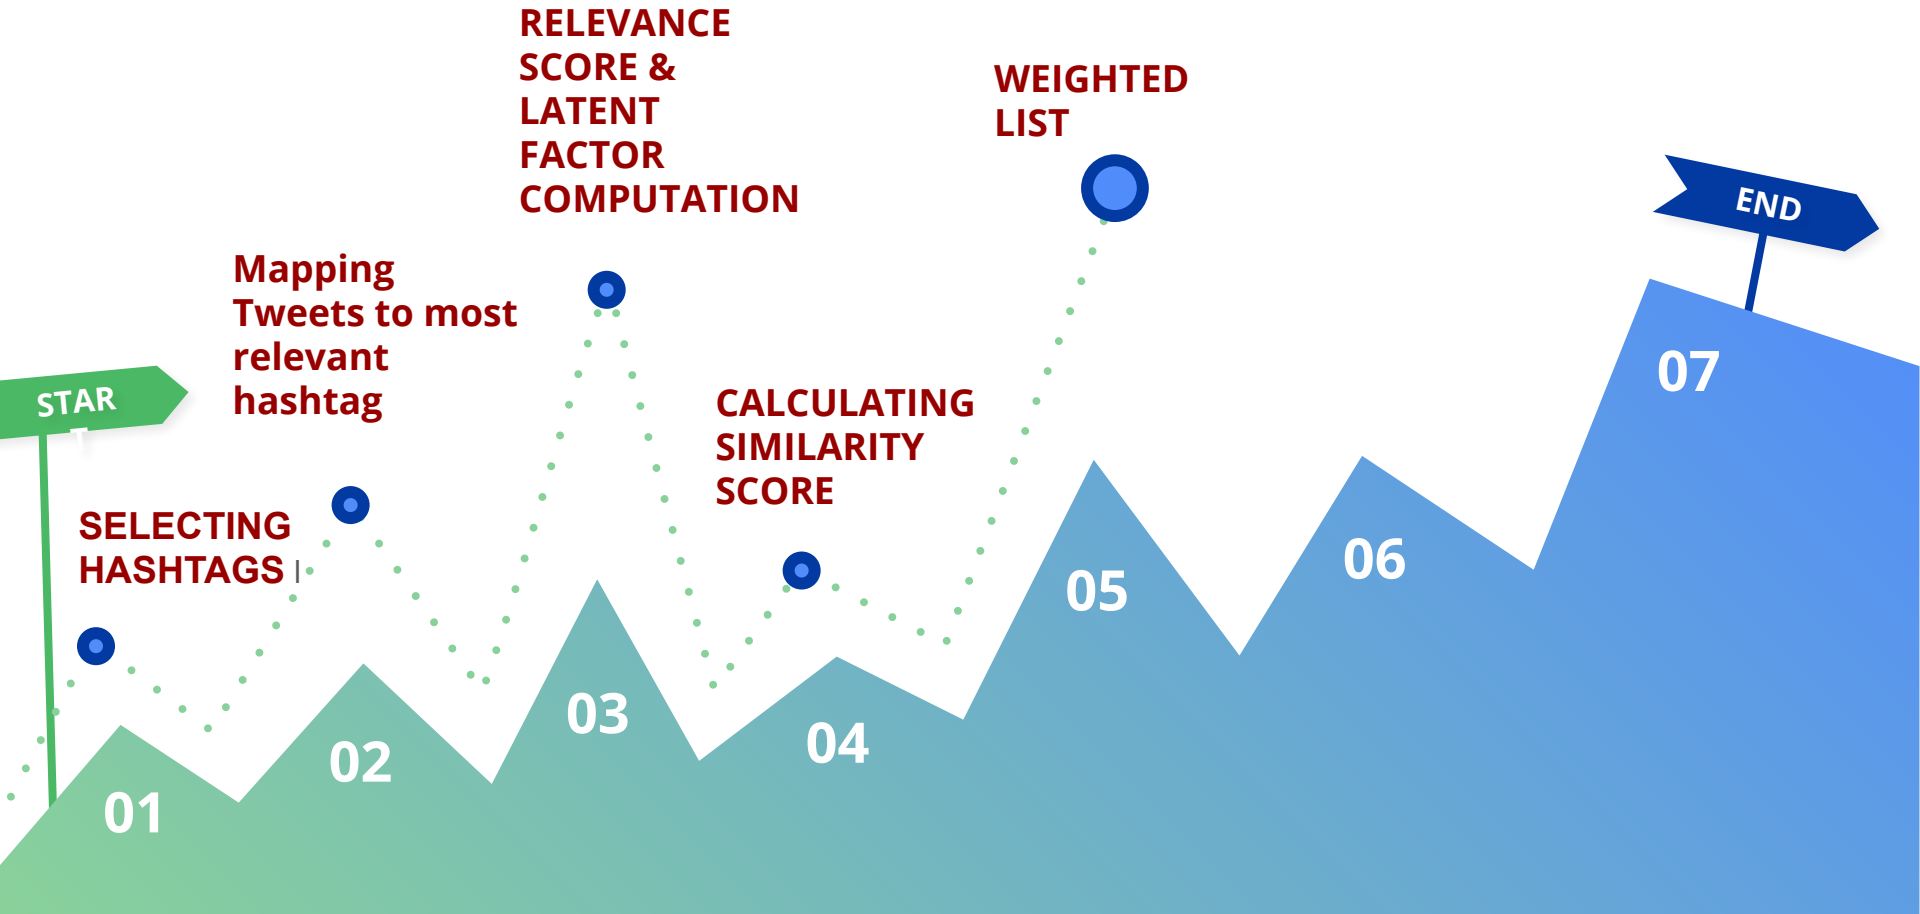 RELEVANCE
SCORE &
LATENT
FACTOR
COMPUTATION
WEIGHTED
LIST
END
Mapping
Tweets to most
relevant
hashtag
STAR
T
CALCULATING
SIMILARITY
SCORE
SELECTING
HASHTAGS |
01
02
03
04
05
06
07